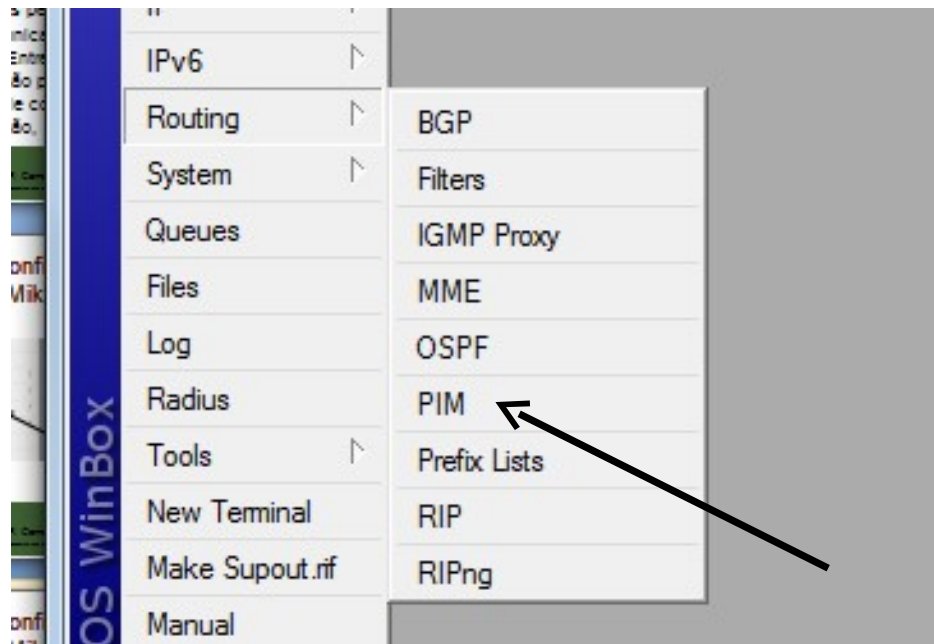 IPv6
Routing
System
Queues
Files
Log
Radius
Tools
New Terminal
Make Supout.rif
Manual
BGP
Filters
IGMP Proxy
MME
OSPF
PIM
Prefix Lists
RIP
RIPng
OS WinBox